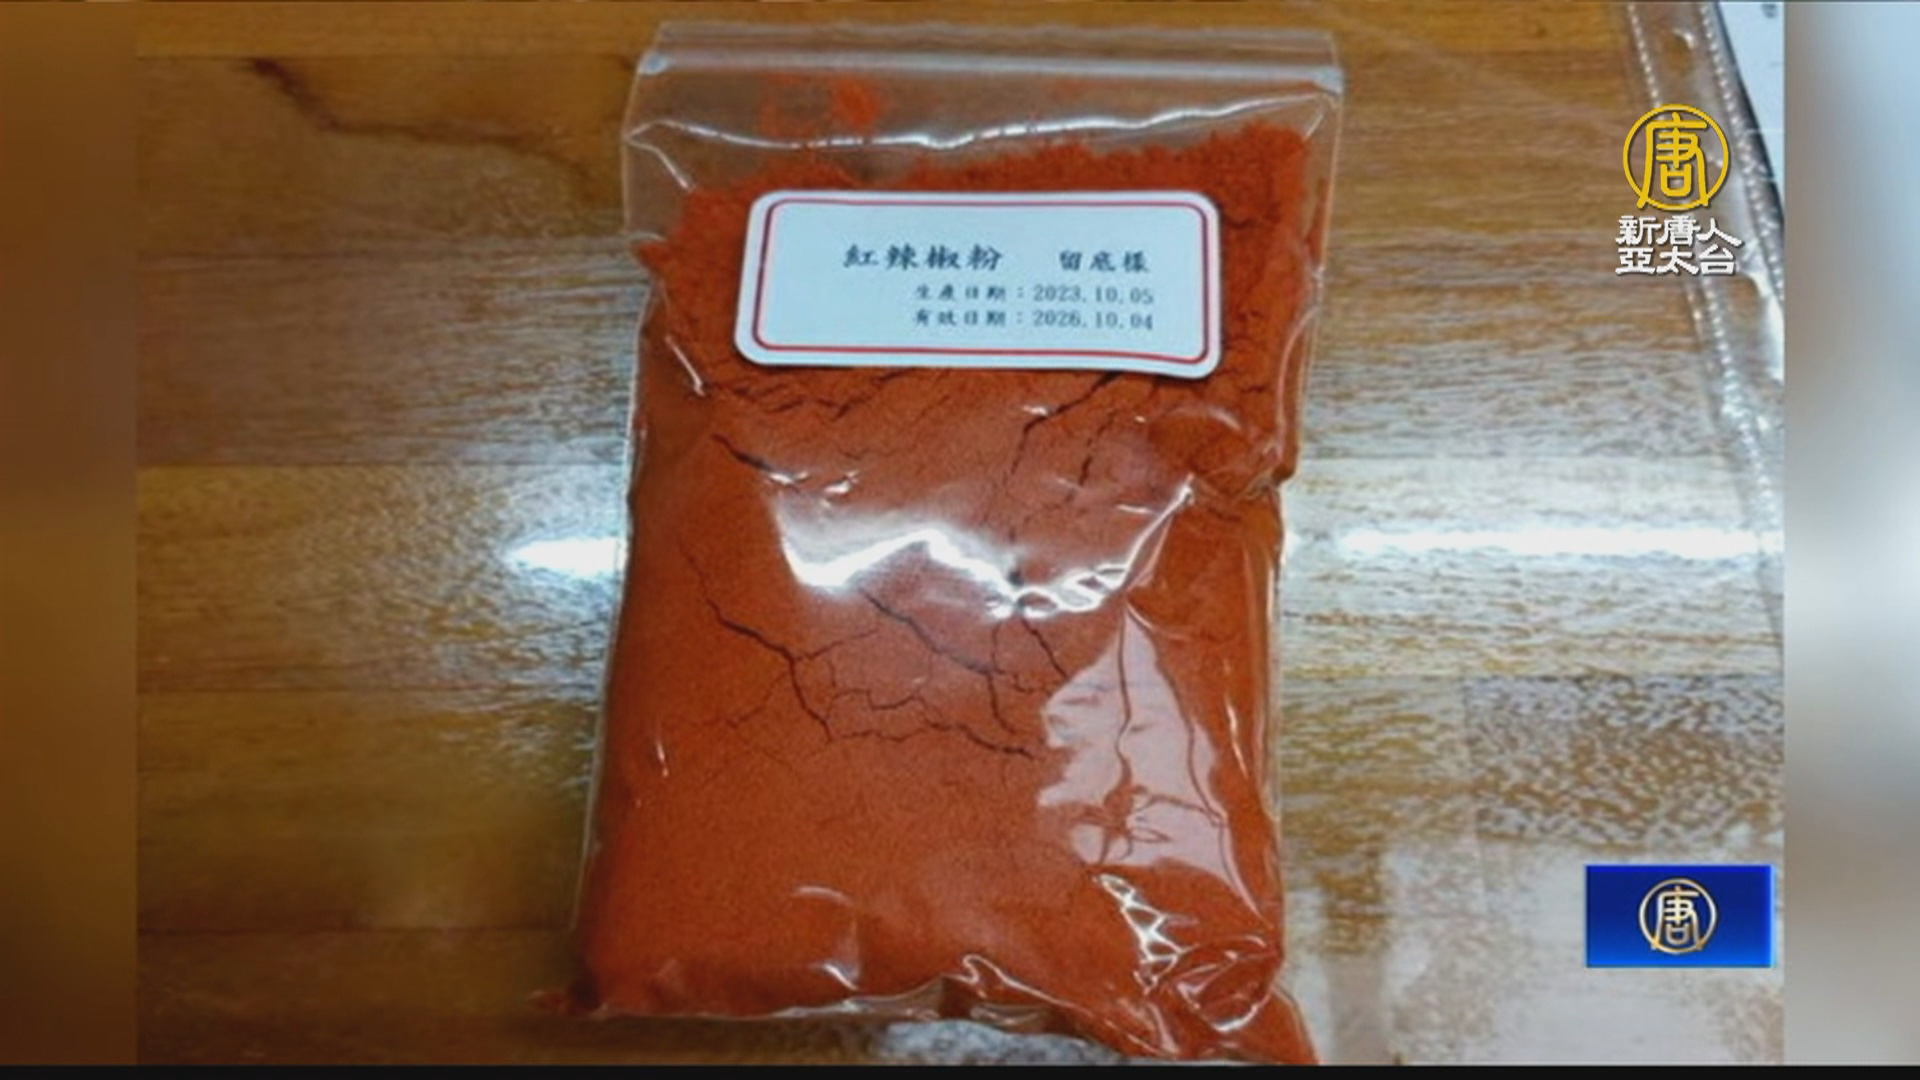 紅辣椒粉 留底樣
生產日期：2023.10.05
有效日期：2026.10.04
唐
新唐人
亞太台
唐